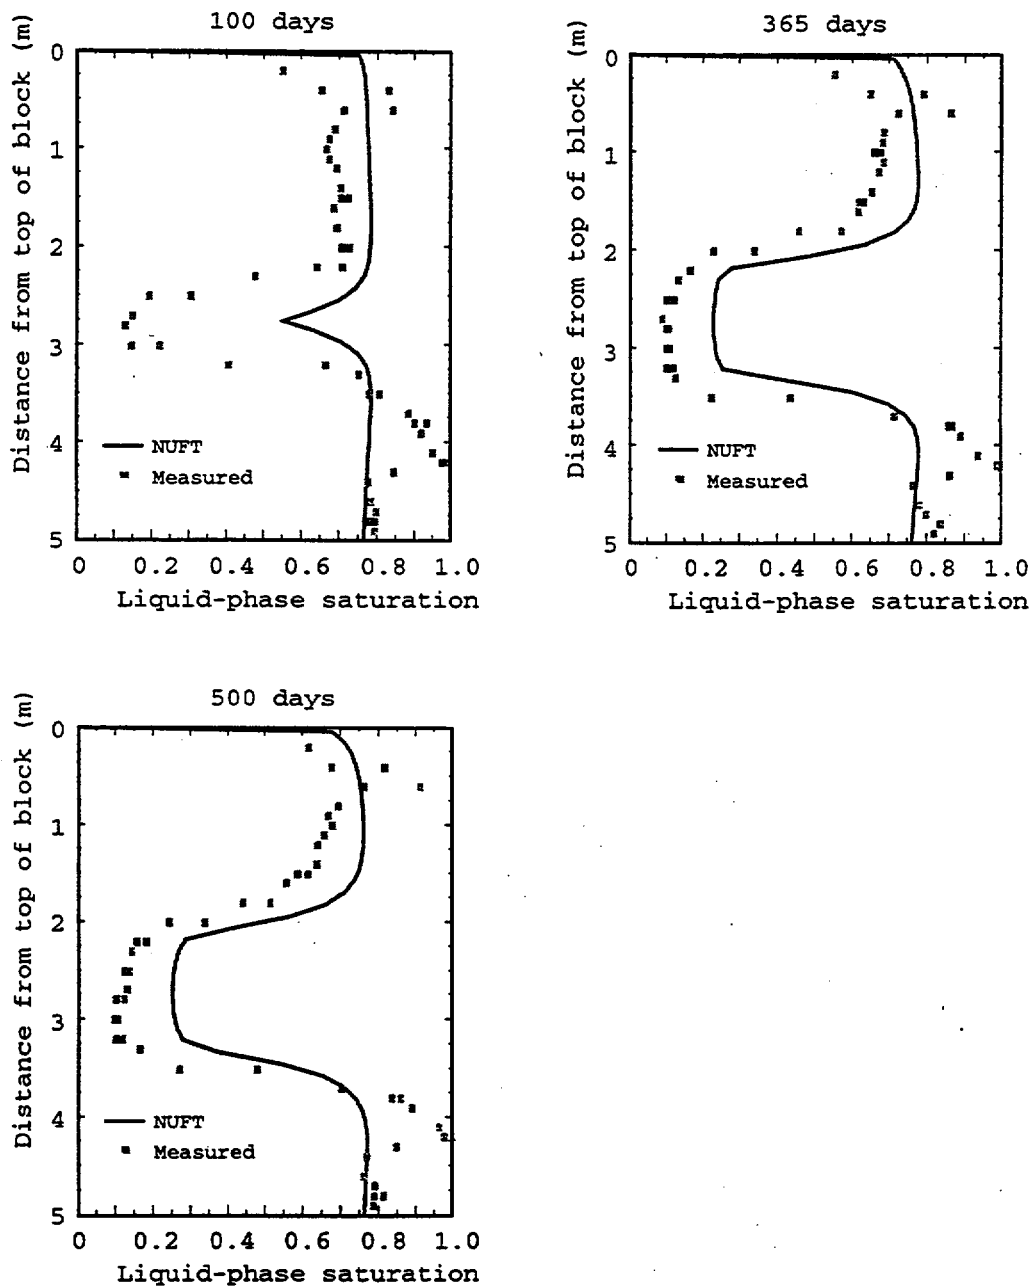 100 days
Distance from top of block (m)
0
1
2
3
4
5
NUFT
Measured
0 0.2 0.4 0.6 0.8 1.0
Liquid-phase saturation
365 days
Distance from top of block (m)
0
1
2
3
4
5
NUFT
Measured
0 0.2 0.4 0.6 0.8 1.0
Liquid-phase saturation
500 days
Distance from top of block (m)
0
1
2
3
4
5
NUFT
Measured
0 0.2 0.4 0.6 0.8 1.0
Liquid-phase saturation